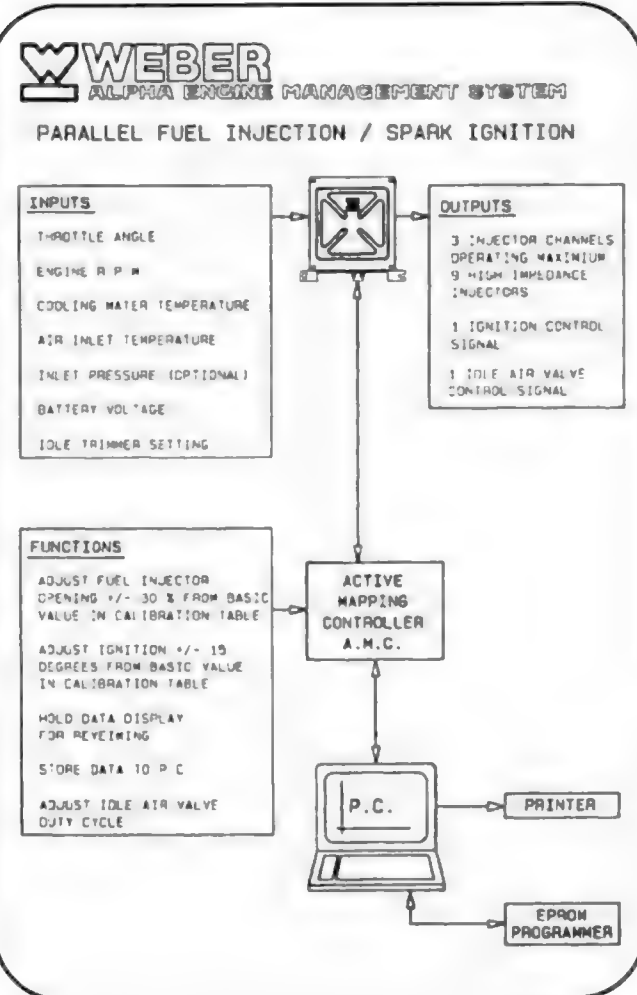 WEBER
ALPHA ENGINE MANAGEMENT SYSTEM
PARALLEL FUEL INJECTION / SPARK IGNITION
INPUTS
THROTTLE ANGLE
ENGINE R P M
COOLING WATER TEMPERATURE
AIR INLET TEMPERATURE
INLET PRESSURE (OPTIONAL)
BATTERY VOLTAGE
IDLE TRIMMER SETTING
OUTPUTS
3 INJECTOR CHANNELS
OPERATING MAXIMIUM
9 HIGH IMPEDANCE
INJECTORS
1 IGNITION CONTROL
SIGNAL
1 IDLE AIR VALVE
CONTROL SIGNAL
FUNCTIONS
ADJUST FUEL INJECTOR
OPENING +/- 30 % FROM BASIC
VALUE IN CALIBRATION TABLE
ADJUST IGNITION +/- 15
DEGREES FROM BASIC VALUE
IN CALIBRATION TABLE
HOLD DATA DISPLAY
FOR REVEIWING
STORE DATA TO P C
ADJUST IDLE AIR VALVE
DUTY CYCLE
ACTIVE
MAPPING
CONTROLLER
A.M.C.
P.C.
PRINTER
EPROM
PROGRAMMER